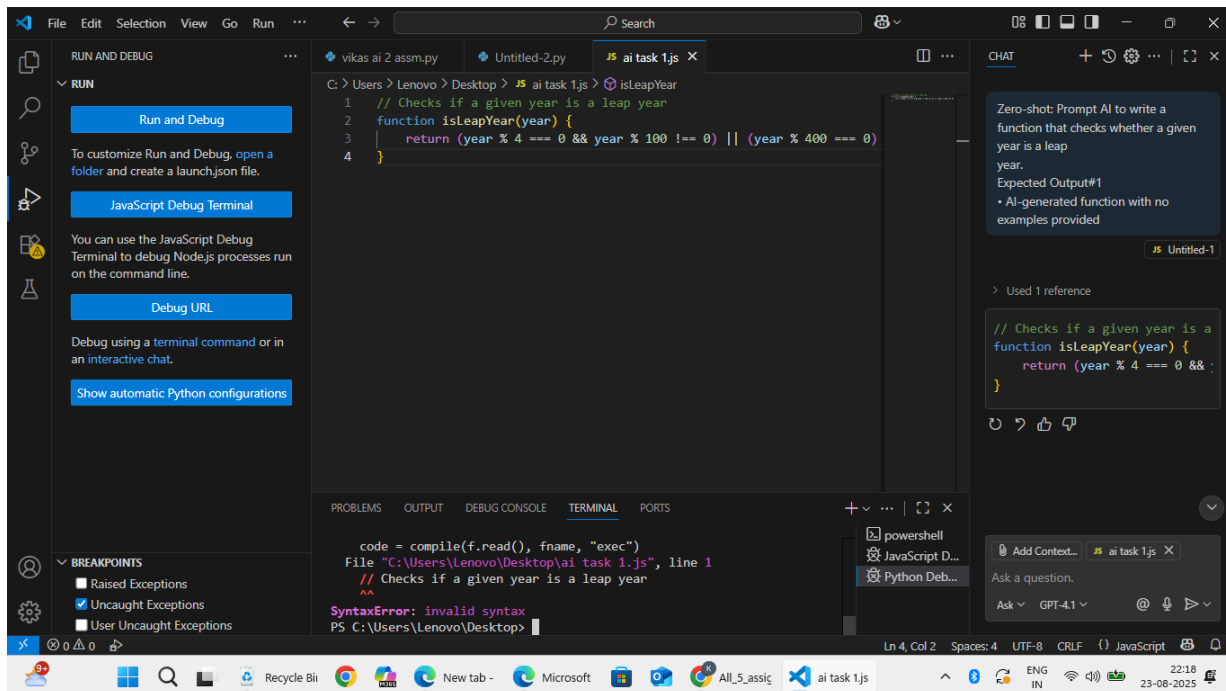 File Edit Selection View Go Run ···
Search
RUN AND DEBUG
RUN
Run and Debug
To customize Run and Debug, open a
folder and create a launch.json file.
JavaScript Debug Terminal
You can use the JavaScript Debug
Terminal to debug Node.js processes run
on the command line.
Debug URL
Debug using a terminal command or in
an interactive chat.
Show automatic Python configurations
BREAKPOINTS
Raised Exceptions
Uncaught Exceptions
User Uncaught Exceptions
vikas ai 2 assm.py
Untitled-2.py
JS ai task 1.js
C: > Users > Lenovo > Desktop > JS ai task 1.js > isLeapYear
1 // Checks if a given year is a leap year
2 function isLeapYear(year) {
3 return (year % 4 === 0 && year % 100 !== 0) || (year % 400 === 0)
4 }
PROBLEMS OUTPUT DEBUG CONSOLE TERMINAL PORTS
code = compile(f.read(), fname, "exec")
File "C:\Users\Lenovo\Desktop\ai task 1.js", line 1
// Checks if a given year is a leap year
^^
SyntaxError: invalid syntax
PS C:\Users\Lenovo\Desktop>
powershell
JavaScript D...
Python Deb...
CHAT
Zero-shot: Prompt AI to write a
function that checks whether a given
year is a leap
year.
Expected Output#1
• AI-generated function with no
examples provided
JS Untitled-1
Used 1 reference
// Checks if a given year is a
function isLeapYear(year) {
return (year % 4 === 0 &&
}
Add Context... JS ai task 1.js
Ask a question.
Ask GPT-4.1
0 0
Ln 4, Col 2 Spaces: 4 UTF-8 CRLF {} JavaScript
9+
Recycle Bi
M365
New tab -
Microsoft
All_5_assig
ai task 1.js
ENG
IN
22:18
23-08-2025